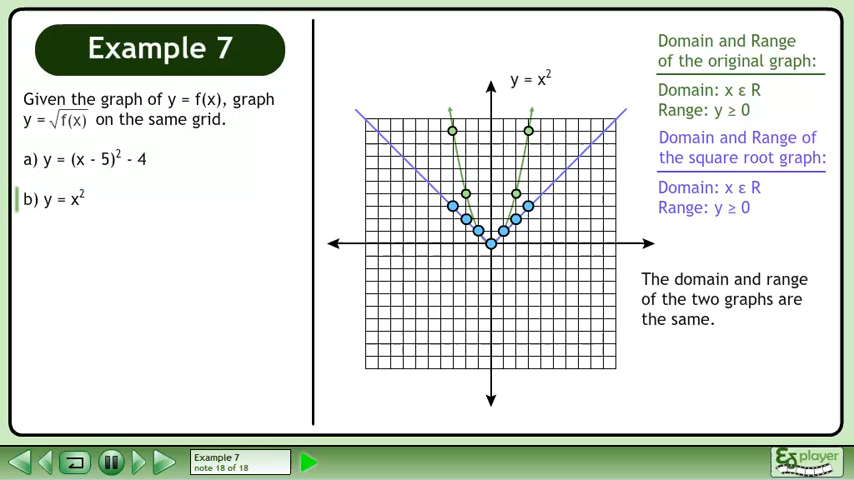 Example 7
Given the graph of y = f(x), graph
y = √f(x) on the same grid.
a) y = (x - 5)² - 4
b) y = x²
y = x²
Domain and Range
of the original graph:
Domain: x ε R
Range: y ≥ 0
Domain and Range of
the square root graph:
Domain: x ε R
Range: y ≥ 0
The domain and range
of the two graphs are
the same.
Example 7
note 18 of 18
player